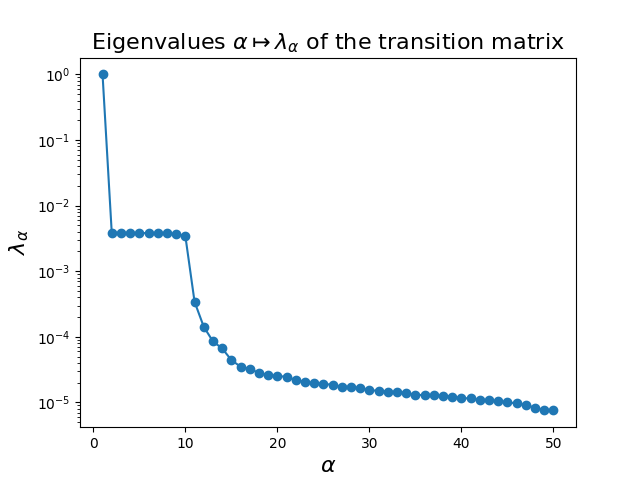 Eigenvalues α ↦ λ_α of the transition matrix
10^0
10^−1
10^−2
10^−3
10^−4
10^−5
λ_α
0 10 20 30 40 50
α